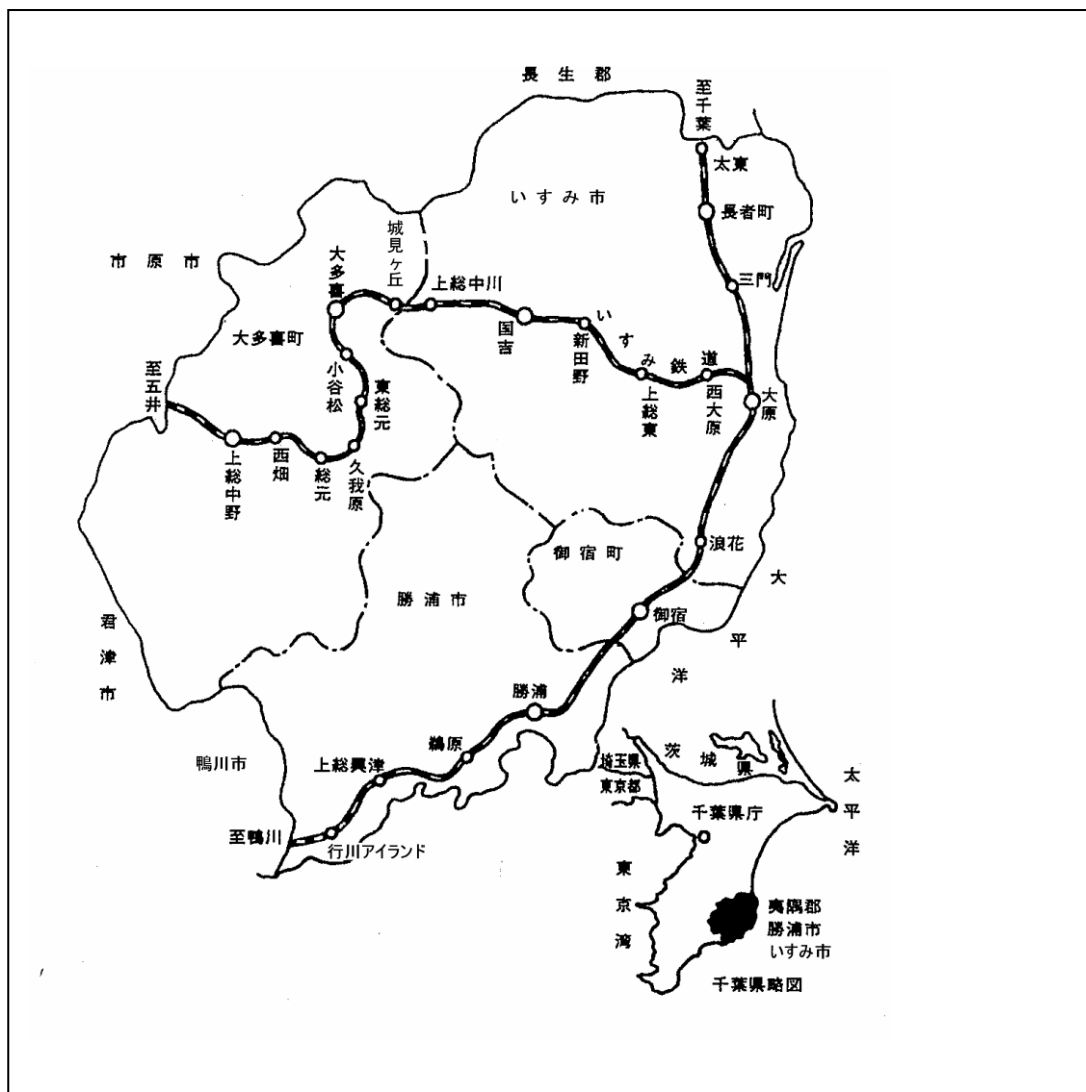 長生郡
至千葉
太東
いすみ市
長者町
城見ヶ丘
市原市
大多喜
上総中川
三門
国吉
新田野
いすみ鉄道
大多喜町
小谷松
東総元
上総東
西大原
大原
至五井
上総中野
西畑
総元
久我原
浪花
御宿町
大平洋
勝浦市
御宿
君津市
勝浦
鵜原
鴨川市
上総興津
至鴨川
行川アイランド
埼玉県
茨城県
東京都
太平洋
千葉県庁
東京湾
夷隅郡
勝浦市
いすみ市
千葉県略図